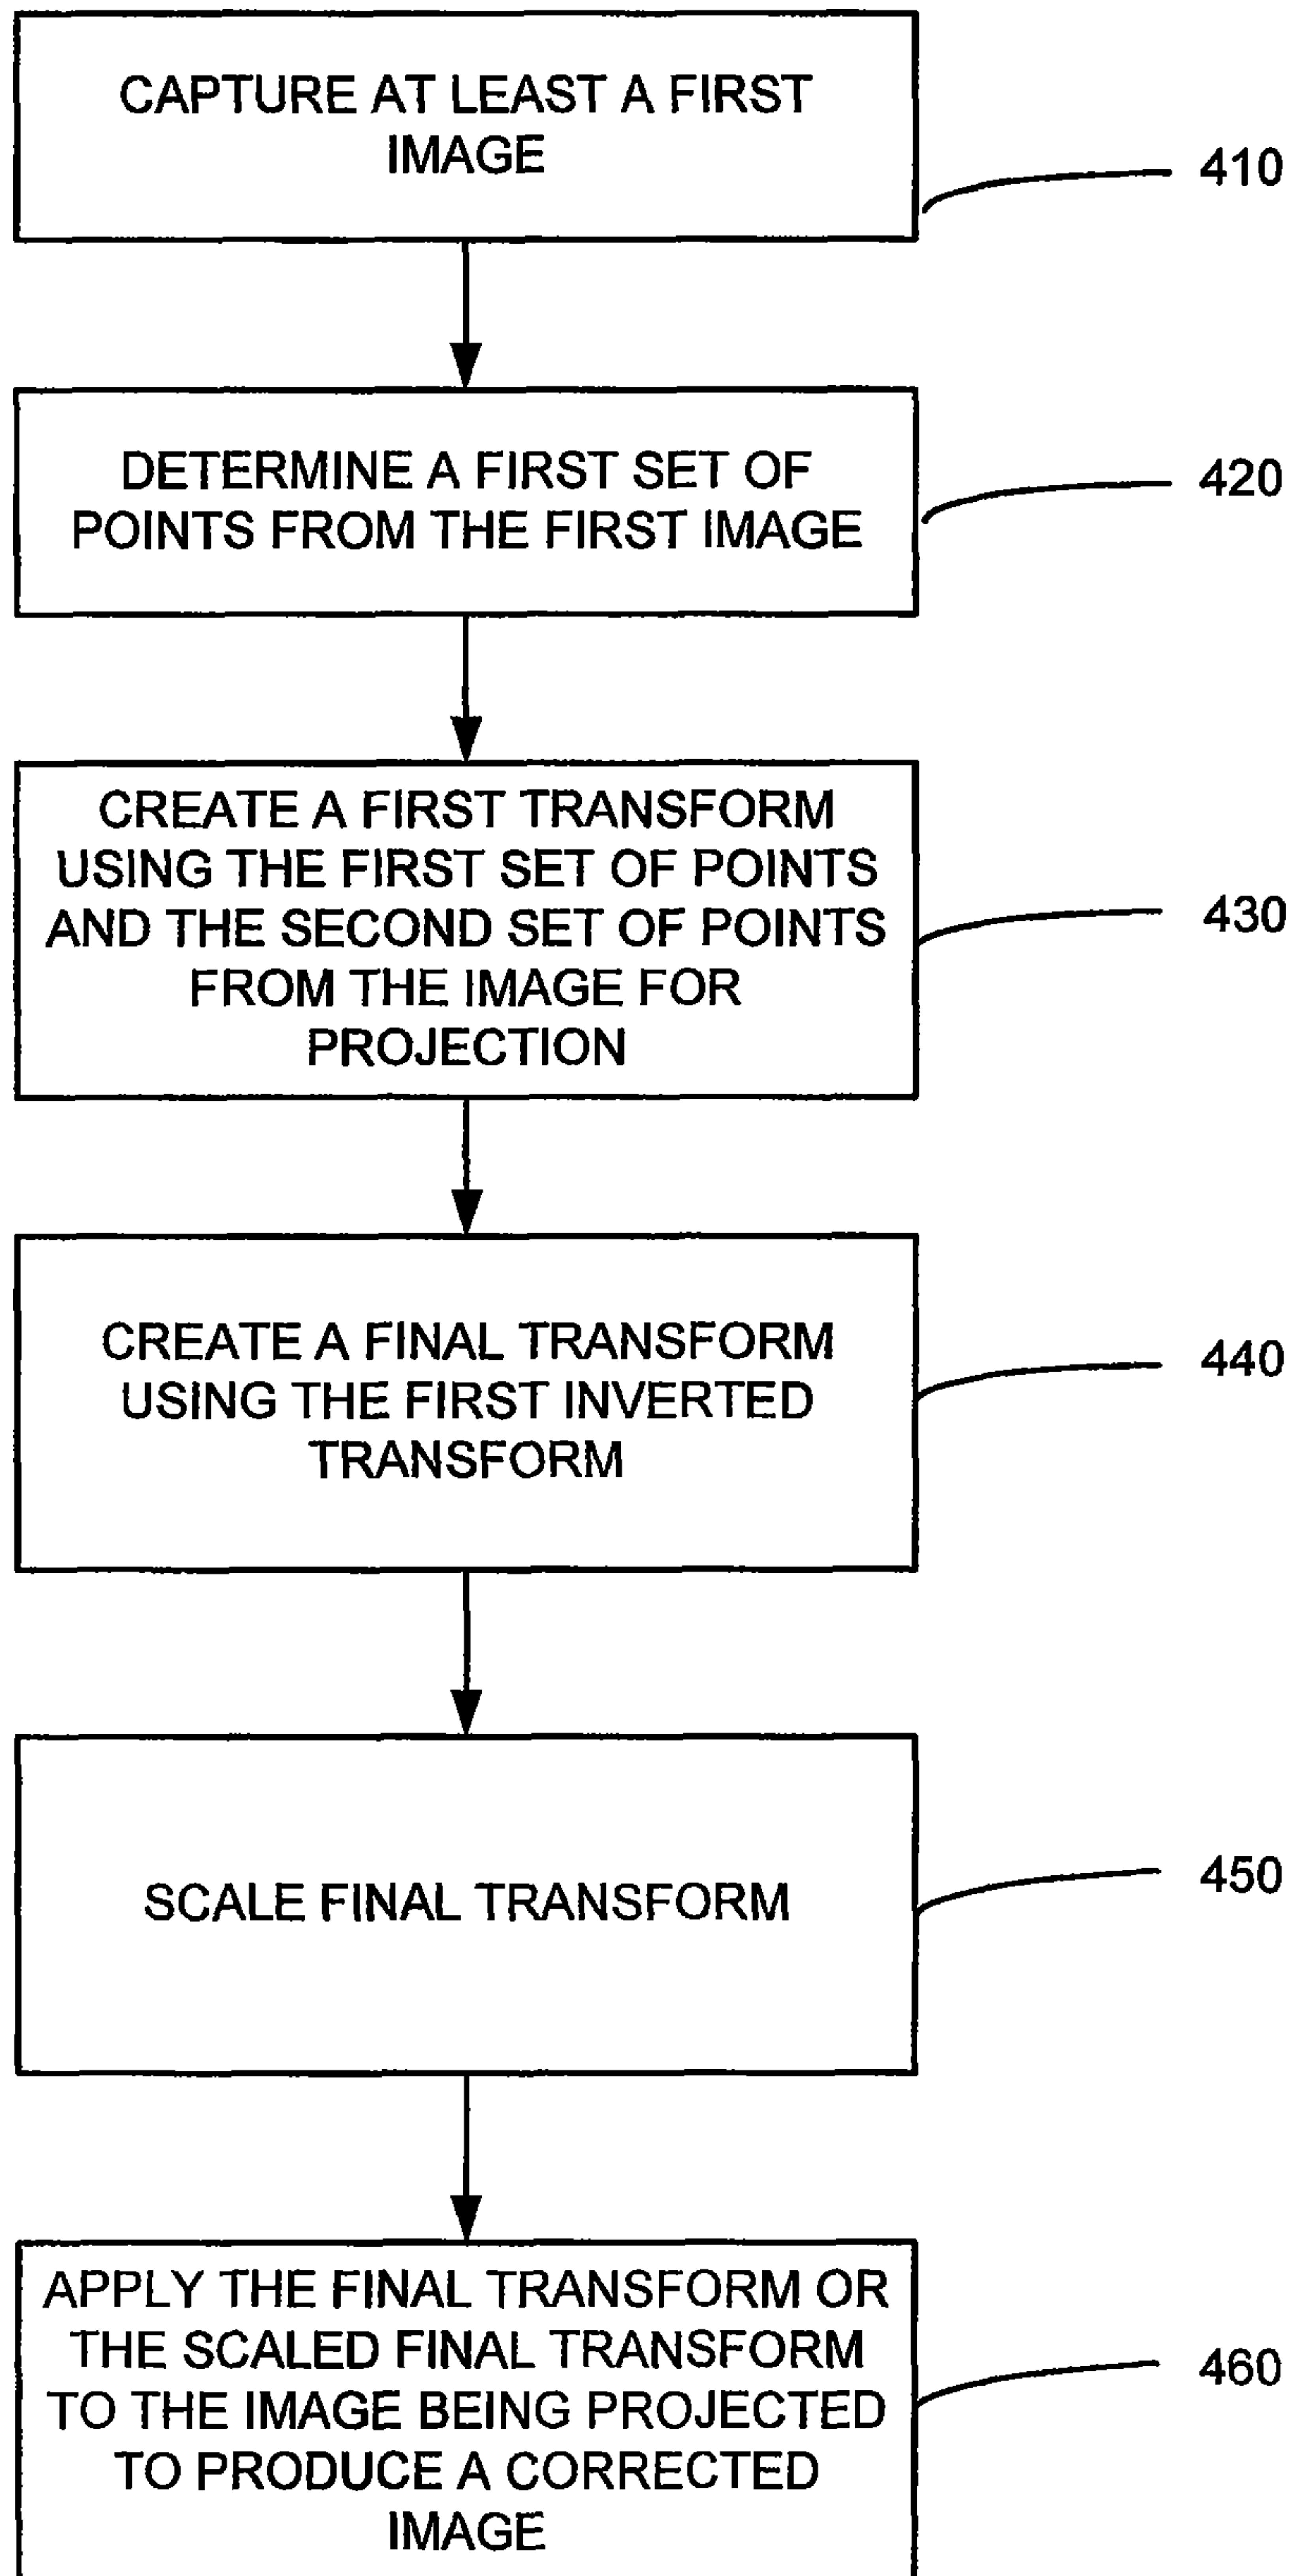 CAPTURE AT LEAST A FIRST
IMAGE
410
DETERMINE A FIRST SET OF
POINTS FROM THE FIRST IMAGE
420
CREATE A FIRST TRANSFORM
USING THE FIRST SET OF POINTS
AND THE SECOND SET OF POINTS
FROM THE IMAGE FOR
PROJECTION
430
CREATE A FINAL TRANSFORM
USING THE FIRST INVERTED
TRANSFORM
440
SCALE FINAL TRANSFORM
450
APPLY THE FINAL TRANSFORM OR
THE SCALED FINAL TRANSFORM
TO THE IMAGE BEING PROJECTED
TO PRODUCE A CORRECTED
IMAGE
460